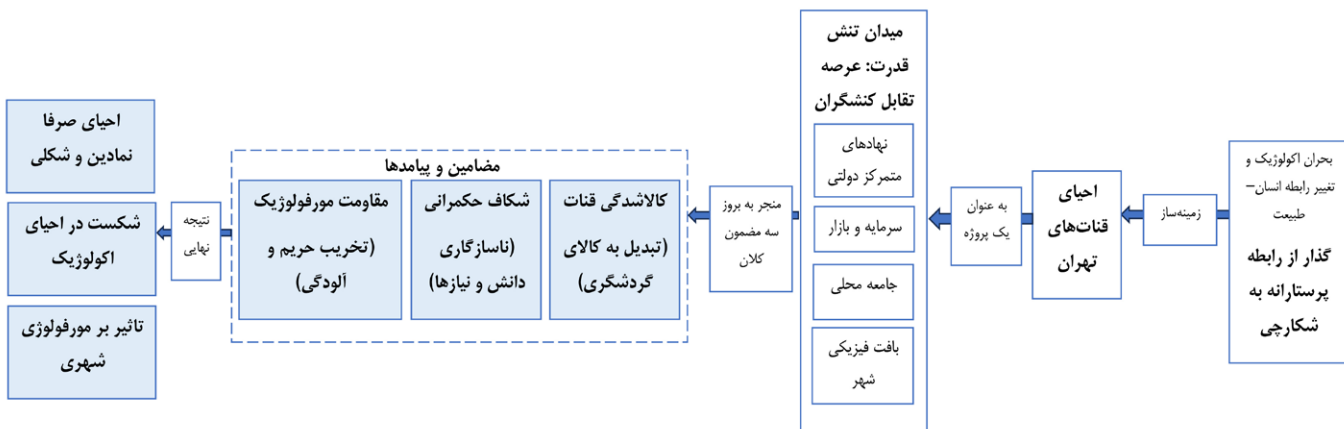 بحران اکولوژیک و
تغییر رابطه انسان–
طبیعت
گذار از رابطه
پرستارانه به
شکارچی
زمینه‌ساز
احیای
قنات‌های
تهران
به عنوان
یک پروژه
میدان تنش
قدرت: عرصه
تقابل کنشگران
نهادهای
متمرکز دولتی
سرمایه و بازار
جامعه محلی
بافت فیزیکی
شهر
منجر به بروز
سه مضمون
کلان
مضامین و پیامدها
کالاشدگی قنات
(تبدیل به کالای
گردشگری)
شکاف حکمرانی
(ناسازگاری
دانش و نیازها)
مقاومت مورفولوژیک
(تخریب حریم و
آلودگی)
نتیجه
نهایی
احیای صرفا
نمادین و شکلی
شکست در احیای
اکولوژیک
تاثیر بر مورفولوژی
شهری